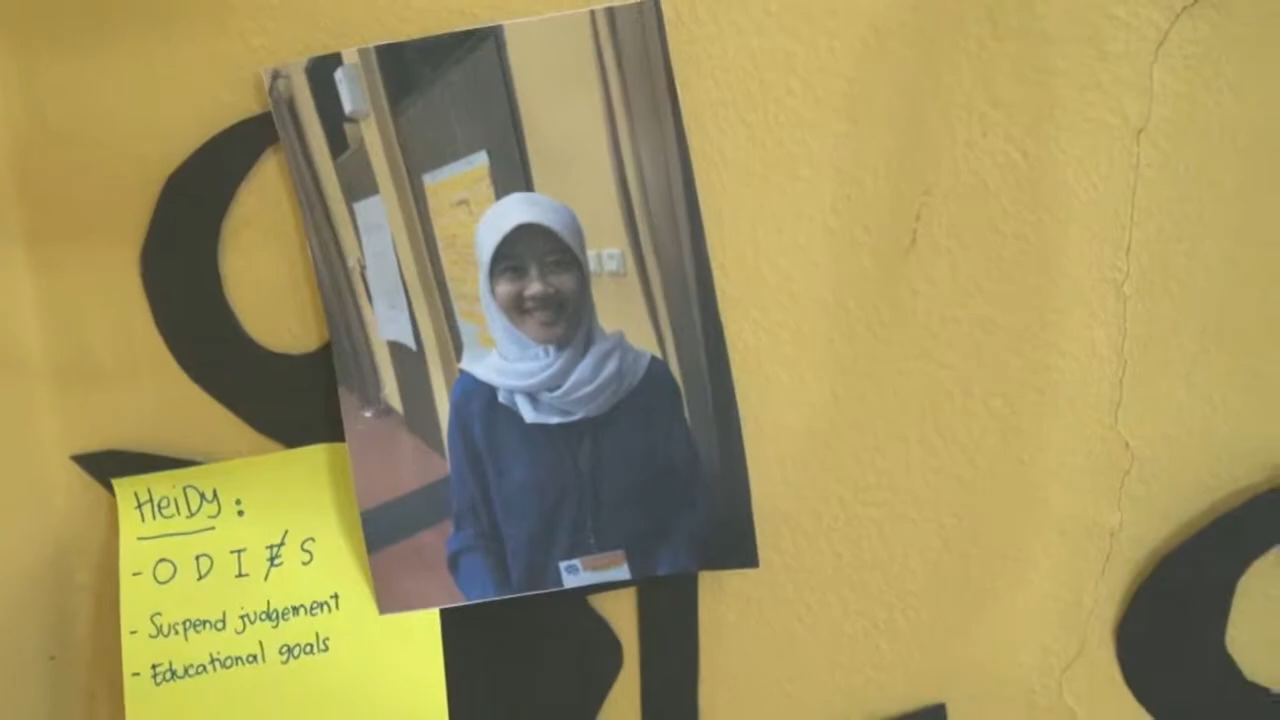 HeiDy :
- O D I E S
- Suspend judgement
- Educational goals